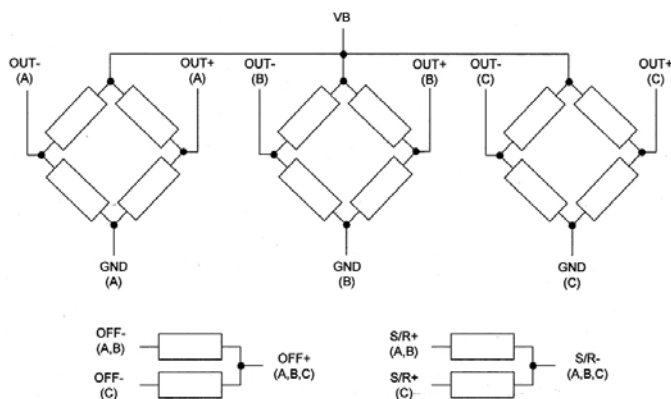 VB
OUT-
(A)
OUT+
(A)
OUT-
(B)
OUT+
(B)
OUT-
(C)
OUT+
(C)
GND
(A)
GND
(B)
GND
(C)
OFF-
(A,B)
OFF+
(A,B,C)
OFF-
(C)
S/R+
(A,B)
S/R-
(A,B,C)
S/R+
(C)